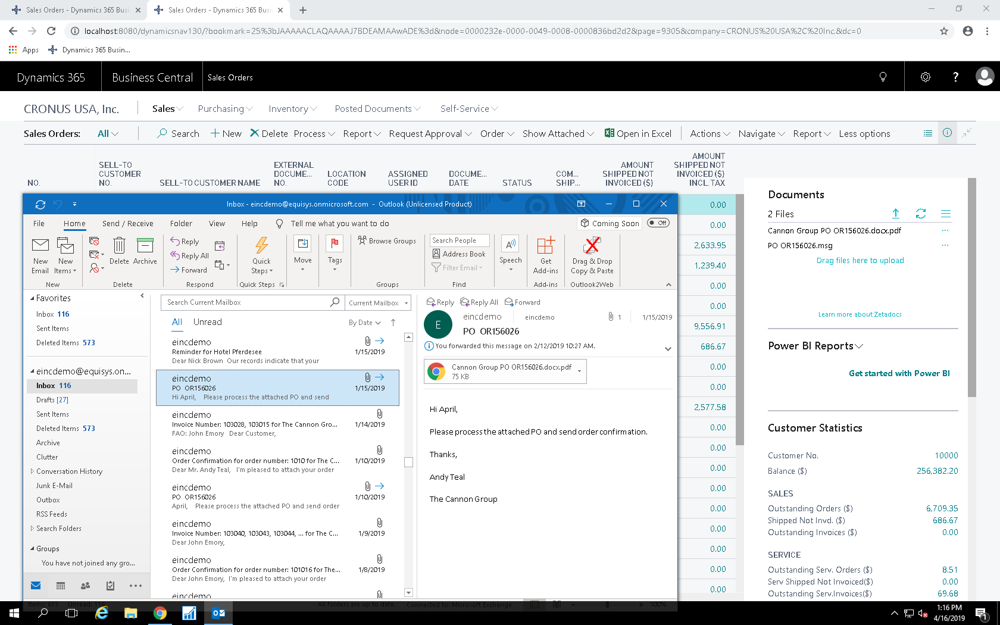 Sales Orders - Dynamics 365 Busi
Sales Orders - Dynamics 365 Busi
localhost:8080/dynamicsnav130/?bookmark=25%3bJAAAAACLAQAAAAJ7BDEAMAAwADE%3d&node=0000232e-0000-0049-0008-0000836bd2d2&page=9305&company=CRONUS%20USA%2C%20Inc.&dc=0
Apps
Dynamics 365 Busin...
Dynamics 365
Business Central
Sales Orders
?
CRONUS USA, Inc.
Sales Purchasing Inventory Posted Documents Self-Service
Sales Orders: All Search New Delete Process Report Request Approval Order Show Attached Open in Excel Actions Navigate Report Less options
NO.
SELL-TO CUSTOMER NO.
SELL-TO CUSTOMER NAME
EXTERNAL DOCUME... NO.
LOCATION CODE
ASSIGNED USER ID
DOCUME... DATE
STATUS
COM... SHIP...
AMOUNT SHIPPED NOT INVOICED ($)
AMOUNT SHIPPED NOT INVOICED ($) INCL. TAX
Inbox - eincdemo@equisys.onmicrosoft.com - Outlook (Unlicensed Product)
File Home Send / Receive Folder View Help Tell me what you want to do
Coming Soon
Off
New Email
New Items
New
Delete
Archive
Delete
Reply
Reply All
Forward
Respond
Quick Steps
Quick Steps
Move
Tags
Browse Groups
Groups
Search People
Address Book
Filter Email
Find
Speech
Get Add-ins
Add-ins
Drag & Drop Copy & Paste
Outlook2Web
Favorites
Inbox 116
Sent Items
Deleted Items 573
eincdemo@equisys.on...
Inbox 116
Drafts [27]
Sent Items
Deleted Items 573
Archive
Clutter
Conversation History
Junk E-Mail
Outbox
RSS Feeds
Search Folders
Groups
You have not joined any gro...
Search Current Mailbox
Current Mailbox
All Unread
By Date
eincdemo
Reminder for Hotel Pferdesee 1/15/2019
Dear Nick Brown Our records indicate that your
eincdemo
PO OR156026 1/15/2019
Hi April, Please process the attached PO and send
eincdemo
Invoice Number: 103028, 103015 for The Cannon Gro... 1/14/2019
FAO: John Emory Dear Customer,
eincdemo
Order Confirmation for order number: 1010 for The C... 1/10/2019
Dear Mr. Andy Teal, I'm pleased to attach your order
eincdemo
PO OR156026 1/10/2019
April, Please process the attached PO and send order
eincdemo
Invoice Number: 103040, 103043, 103044, ... for The C... 1/9/2019
Dear John Emory,
eincdemo
Order Confirmation for order number: 101016 for The... 1/8/2019
Dear John Emory, I'm pleased to attach your order
eincdemo
Reply Reply All Forward
E
eincdemo
eincdemo
1
1/15/2019
PO OR156026
You forwarded this message on 2/12/2019 10:27 AM.
Cannon Group PO OR156026.docx.pdf
75 KB
Hi April,
Please process the attached PO and send order confirmation.
Thanks,
Andy Teal
The Cannon Group
Items: 673 Unread: 116
All folders are up to date. Connected to: Microsoft Exchange
100%
0.00
0.00
2,633.95
1,239.40
0.00
0.00
9,556.91
686.67
0.00
0.00
2,577.58
0.00
0.00
0.00
0.00
0.00
0.00
0.00
0.00
0.00
Documents
2 Files
Cannon Group PO OR156026.docx.pdf
PO OR156026.msg
Drag files here to upload
Learn more about Zetadocs
Power BI Reports
Get started with Power BI
Customer Statistics
Customer No. 10000
Balance ($) 256,382.20
SALES
Outstanding Orders ($) 6,709.35
Shipped Not Invd. ($) 686.67
Outstanding Invoices ($) 0.00
SERVICE
Outstanding Serv. Orders ($) 8.51
Serv Shipped Not Invoiced($) 0.00
Outstanding Serv.Invoices($) 69.68
1:16 PM
4/16/2019
1